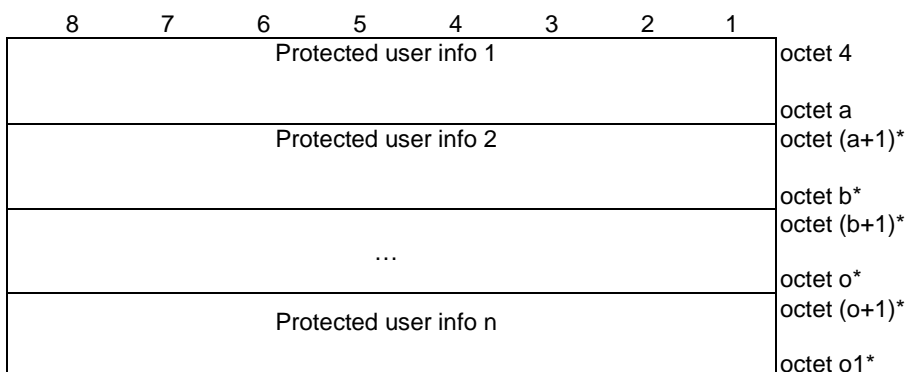 8 7 6 5 4 3 2 1
Protected user info 1 octet 4
octet a
Protected user info 2 octet (a+1)*
octet b*
octet (b+1)*
…
octet o*
octet (o+1)*
Protected user info n
octet o1*